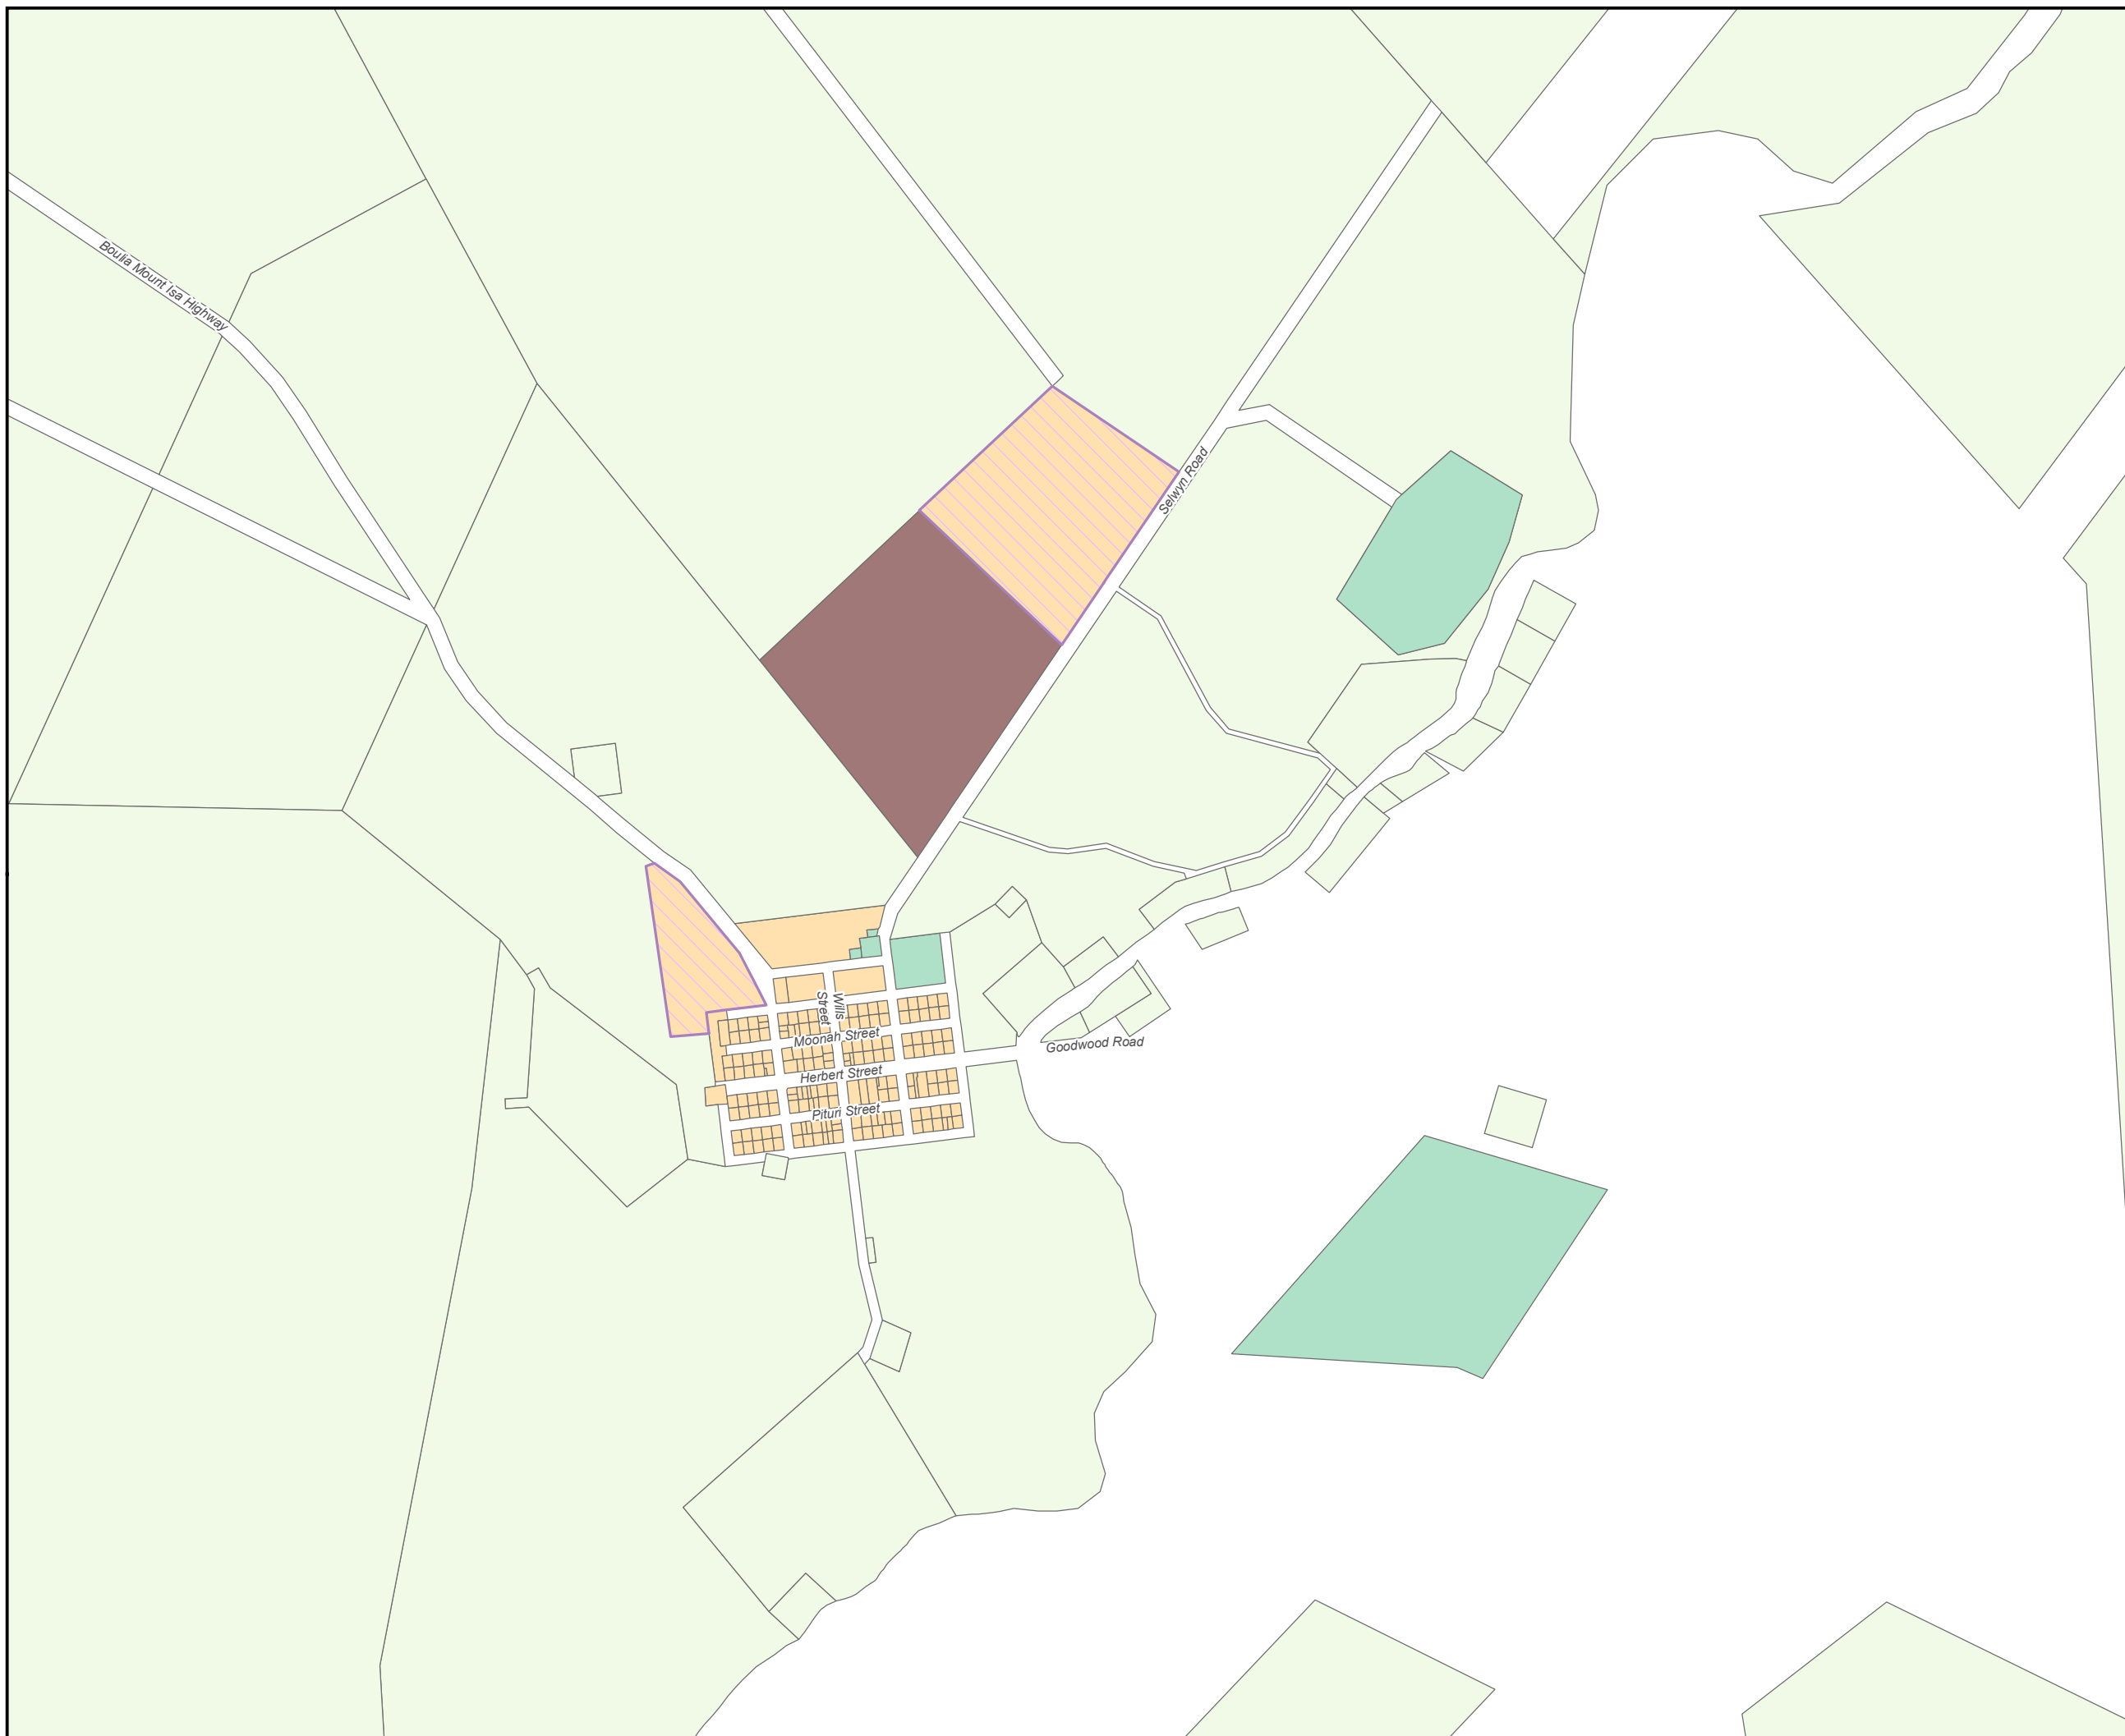 Boulia Mount Isa Highway
Selwyn Road
Wills
Street
Moonah Street
Goodwood Road
Herbert Street
Pituri Street